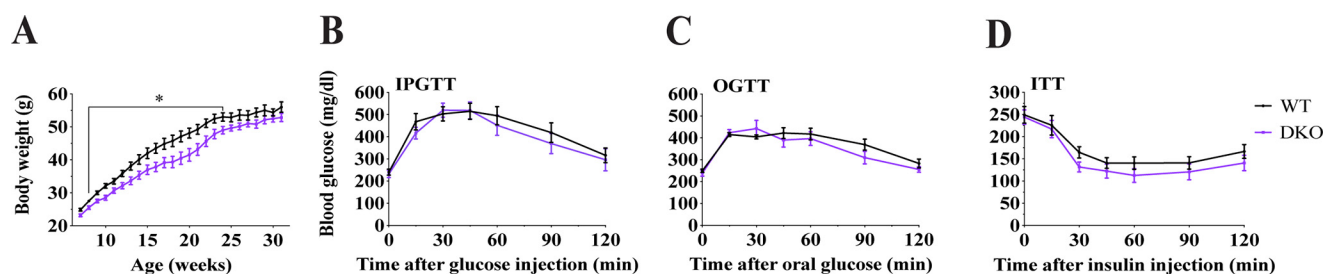 A
Body weight (g)
60
50
40
30
20
*
10 15 20 25 30
Age (weeks)
B
Blood glucose (mg/dl)
IPGTT
600
500
400
300
200
100
0
0 30 60 90 120
Time after glucose injection (min)
C
OGTT
600
500
400
300
200
100
0
0 30 60 90 120
Time after oral glucose (min)
D
ITT
300
250
200
150
100
50
0
0 30 60 90 120
Time after insulin injection (min)
WT
DKO